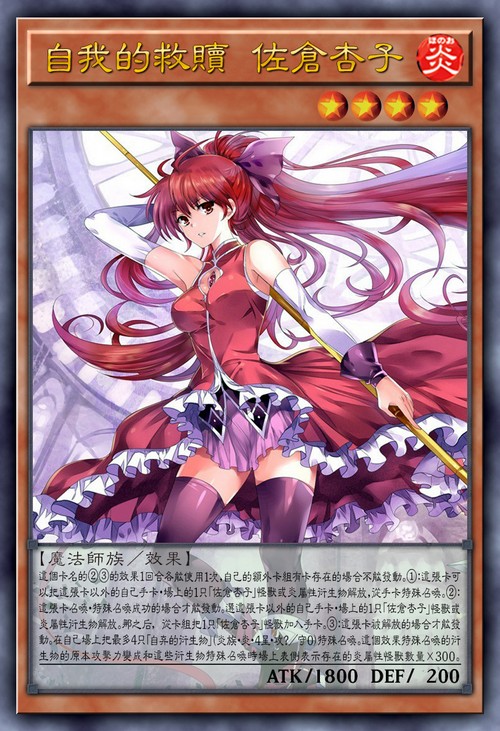 自我的救贖 佐倉杏子
ほのお
炎
【魔法師族／效果】
這個卡名的②③的效果1回合各能使用1次,自己的額外卡組有卡存在的場合不能發動。①:這張卡可
以把這張卡以外的自己手卡・場上的1只「佐倉杏子」怪獸或炎屬性衍生物解放,從手卡特殊召喚。②:
這張卡召喚・特殊召喚成功的場合才能發動。選這張卡以外的自己手卡・場上的1只「佐倉杏子」怪獸或
炎屬性衍生物解放。那之後,從卡組把1只「佐倉杏子」怪獸加入手卡。③:這張卡被解放的場合才能發
動。在自己場上把最多4只「自典的衍生物」(炎族・炎・4星・攻?／守0)特殊召喚。這個效果特殊召喚的衍
生物的原本攻擊力變成和這些衍生物特殊召喚時場上表側表示存在的炎屬性怪獸數量×300。
ATK/1800 DEF/ 200